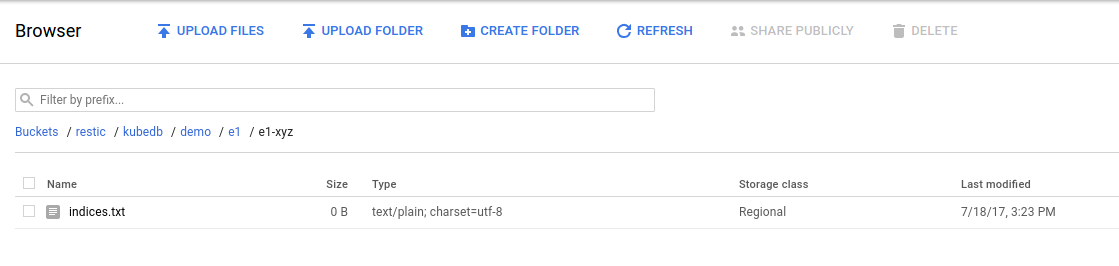 Browser UPLOAD FILES UPLOAD FOLDER CREATE FOLDER REFRESH SHARE PUBLICLY DELETE
Filter by prefix...
Buckets / restic / kubedb / demo / e1 / e1-xyz
Name Size Type Storage class Last modified
indices.txt 0 B text/plain; charset=utf-8 Regional 7/18/17, 3:23 PM